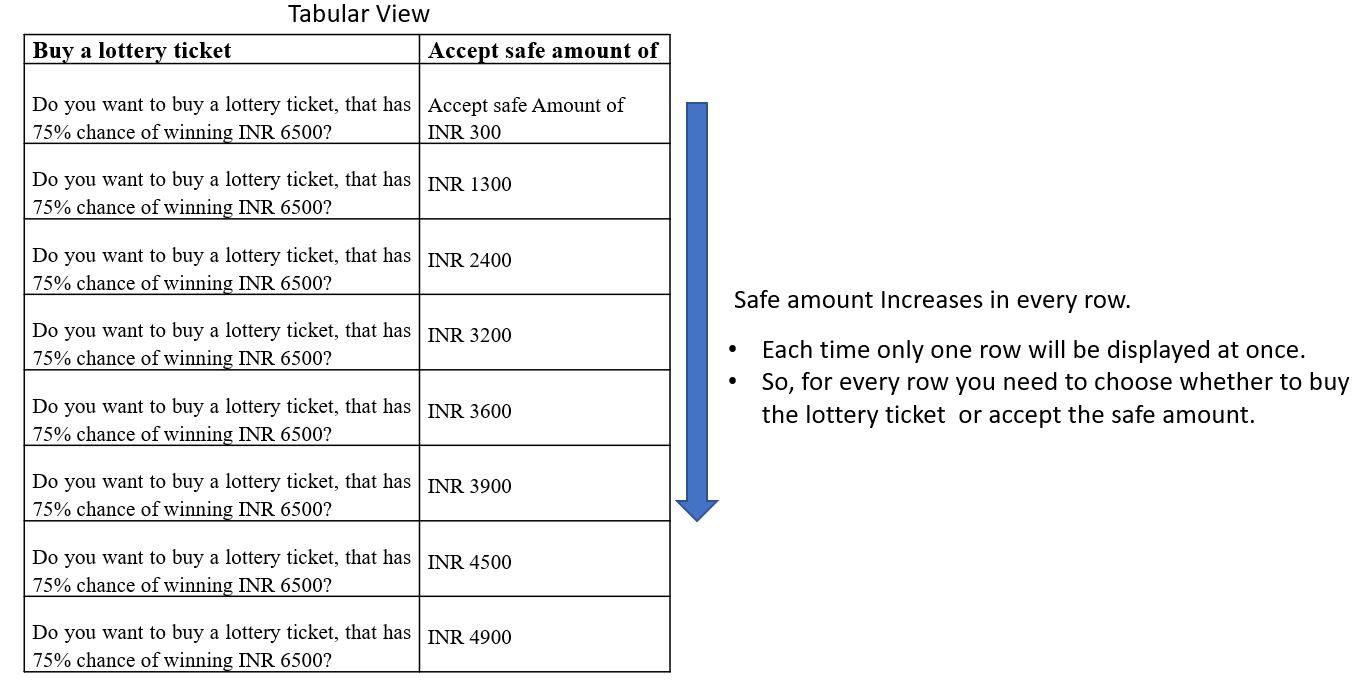 Tabular View
Buy a lottery ticket
Accept safe amount of
Do you want to buy a lottery ticket, that has
75% chance of winning INR 6500?
Accept safe Amount of
INR 300
Do you want to buy a lottery ticket, that has
75% chance of winning INR 6500?
INR 1300
Do you want to buy a lottery ticket, that has
75% chance of winning INR 6500?
INR 2400
Do you want to buy a lottery ticket, that has
75% chance of winning INR 6500?
INR 3200
Do you want to buy a lottery ticket, that has
75% chance of winning INR 6500?
INR 3600
Do you want to buy a lottery ticket, that has
75% chance of winning INR 6500?
INR 3900
Do you want to buy a lottery ticket, that has
75% chance of winning INR 6500?
INR 4500
Do you want to buy a lottery ticket, that has
75% chance of winning INR 6500?
INR 4900
Safe amount Increases in every row.
• Each time only one row will be displayed at once.
• So, for every row you need to choose whether to buy
the lottery ticket or accept the safe amount.